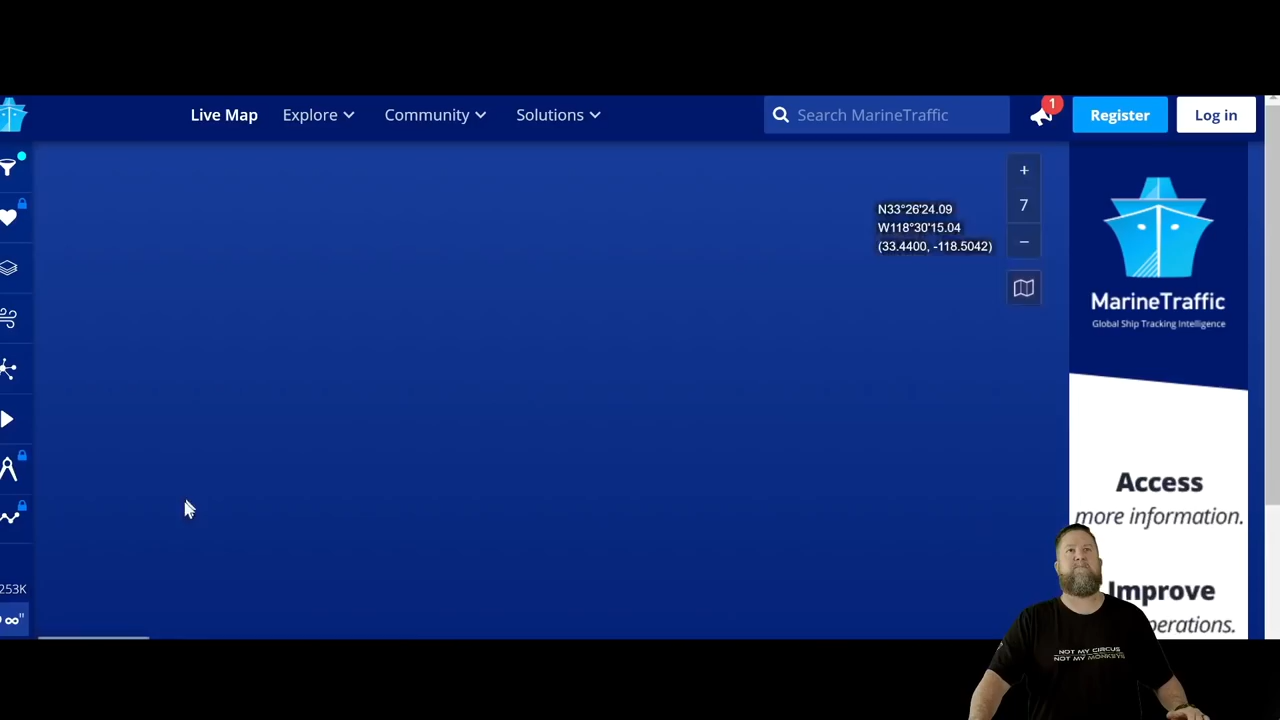 Live Map Explore Community Solutions Search MarineTraffic 1 Register Log in
N33°26'24.09
W118°30'15.04
(33.4400, -118.5042)
+
7
−
MarineTraffic
Global Ship Tracking Intelligence
Access
more information.
Improve
perations.
253K
∞"
NOT MY CIRCUS
NOT MY MONKEYS